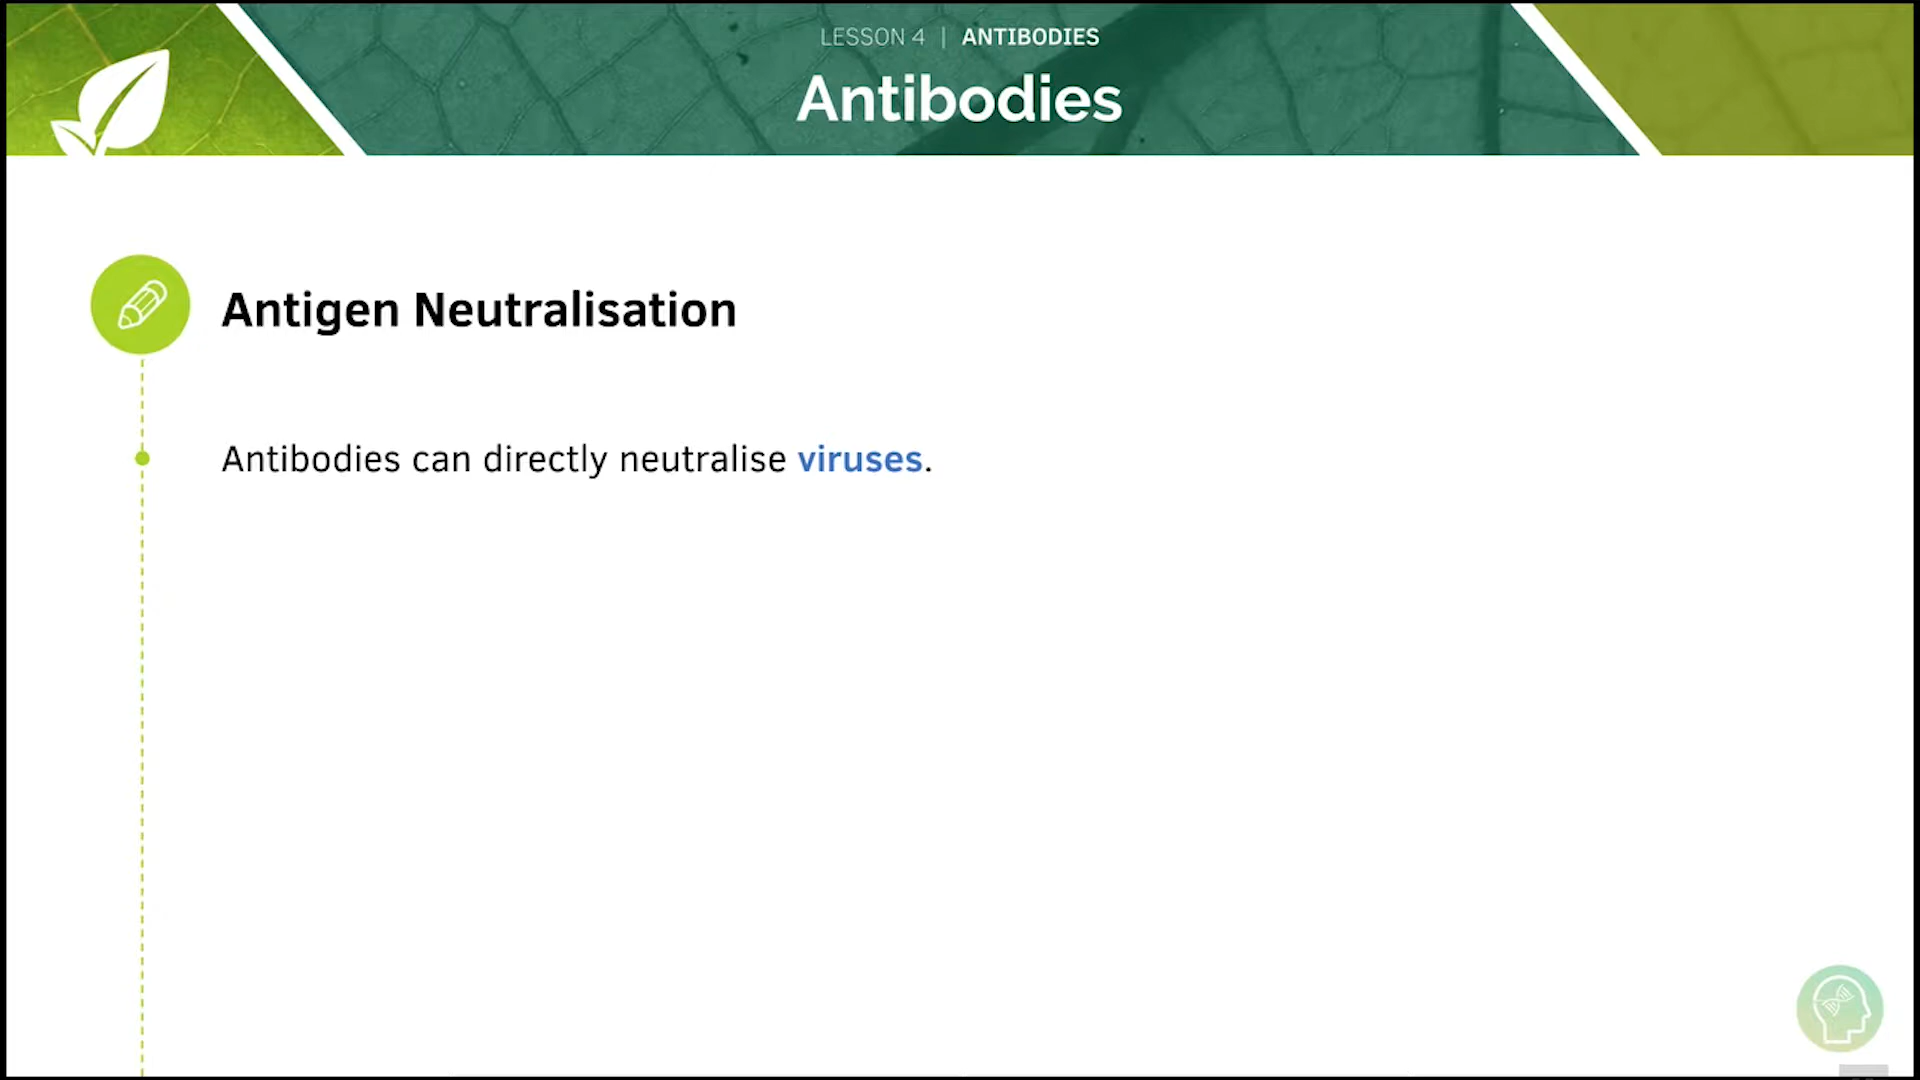 LESSON 4 | ANTIBODIES
Antibodies
Antigen Neutralisation
Antibodies can directly neutralise viruses.